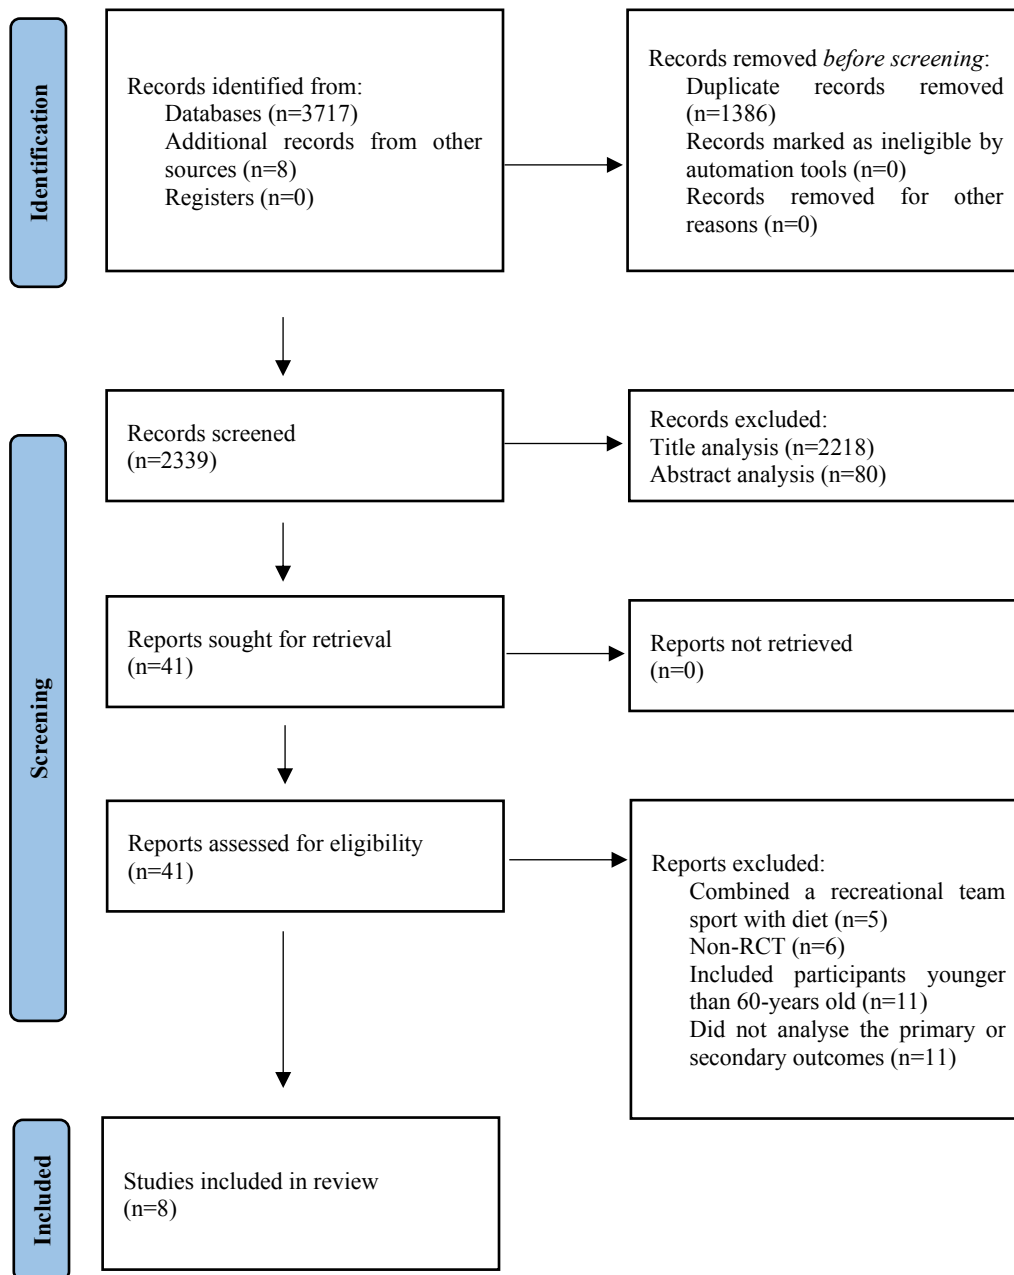 Identification
Records identified from:
Databases (n=3717)
Additional records from other
sources (n=8)
Registers (n=0)
Records removed before screening:
Duplicate records removed
(n=1386)
Records marked as ineligible by
automation tools (n=0)
Records removed for other
reasons (n=0)
Screening
Records screened
(n=2339)
Records excluded:
Title analysis (n=2218)
Abstract analysis (n=80)
Reports sought for retrieval
(n=41)
Reports not retrieved
(n=0)
Reports assessed for eligibility
(n=41)
Reports excluded:
Combined a recreational team
sport with diet (n=5)
Non-RCT (n=6)
Included participants younger
than 60-years old (n=11)
Did not analyse the primary or
secondary outcomes (n=11)
Included
Studies included in review
(n=8)